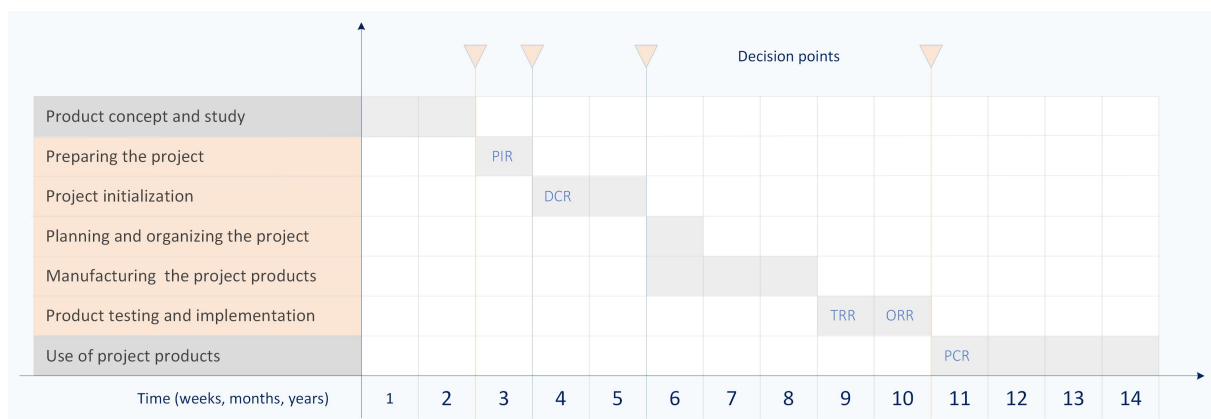 Decision points
Product concept and study
Preparing the project
PIR
Project initialization
DCR
Planning and organizing the project
Manufacturing the project products
Product testing and implementation
TRR
ORR
Use of project products
PCR
Time (weeks, months, years)
1 2 3 4 5 6 7 8 9 10 11 12 13 14